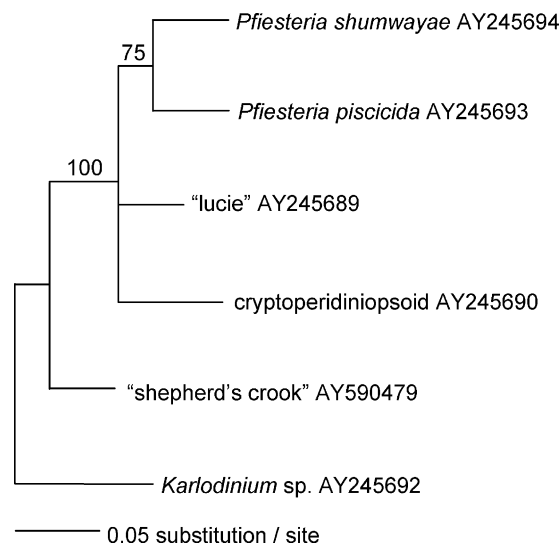 Pfiesteria shumwayae AY245694
75
Pfiesteria piscicida AY245693
100
“lucie” AY245689
cryptoperidiniopsoid AY245690
“shepherd’s crook” AY590479
Karlodinium sp. AY245692
0.05 substitution / site